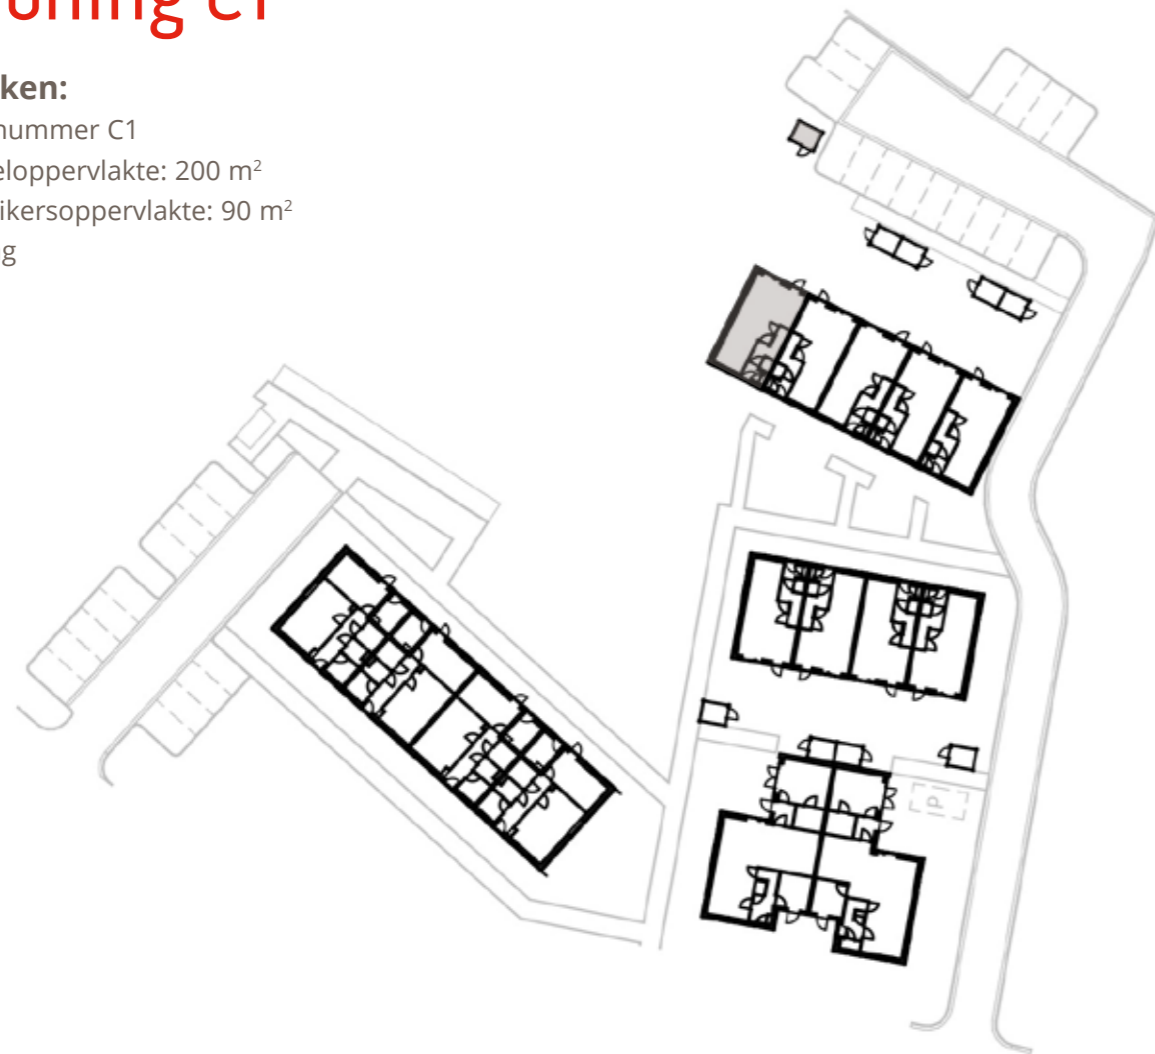 oning C1
ken:
nummer C1
eloppervlakte: 200 m²
ikersoppervlakte: 90 m²
g
P